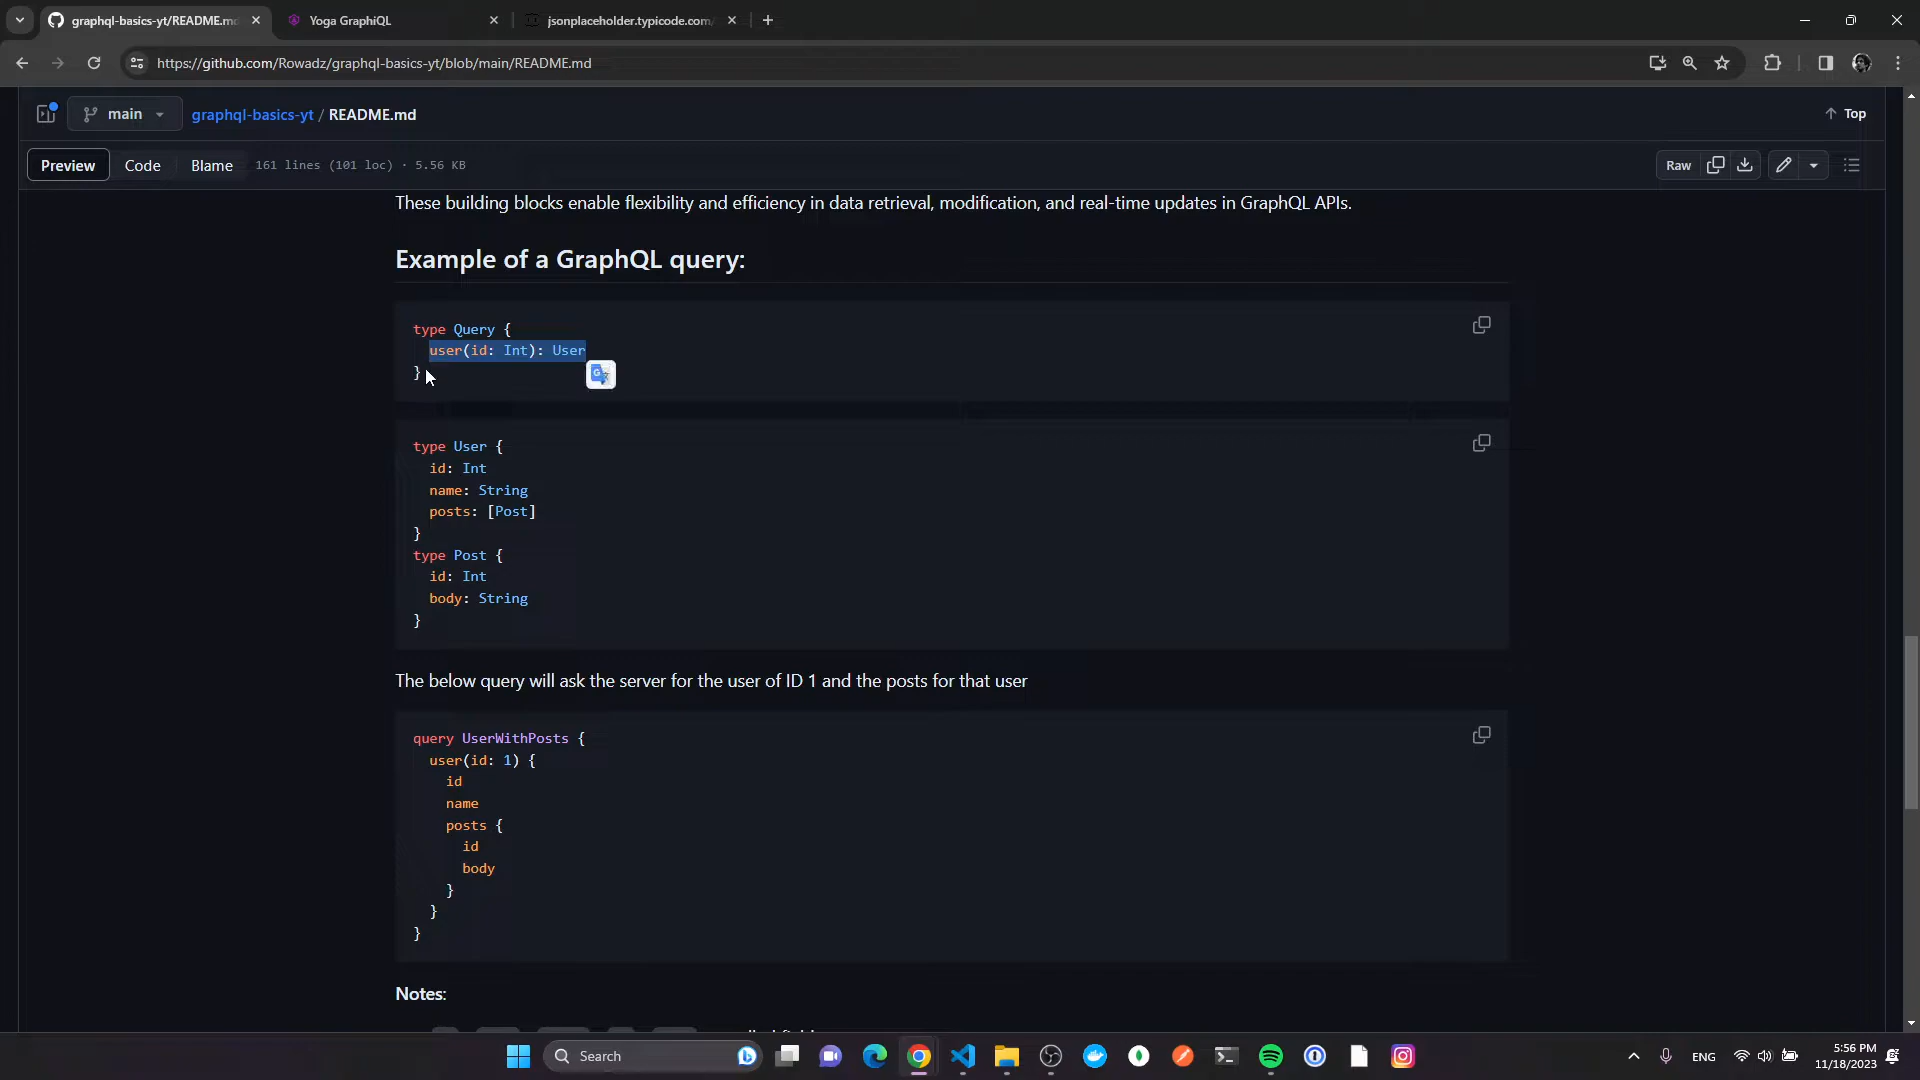 graphql-basics-yt/README.md
Yoga GraphiQL
jsonplaceholder.typicode.com/
https://github.com/Rowadz/graphql-basics-yt/blob/main/README.md
main
graphql-basics-yt / README.md
Top
Preview
Code
Blame
161 lines (101 loc) · 5.56 KB
Raw
These building blocks enable flexibility and efficiency in data retrieval, modification, and real-time updates in GraphQL APIs.
Example of a GraphQL query:
type Query {
user(id: Int): User
}
type User {
id: Int
name: String
posts: [Post]
}
type Post {
id: Int
body: String
}
The below query will ask the server for the user of ID 1 and the posts for that user
query UserWithPosts {
user(id: 1) {
id
name
posts {
id
body
}
}
}
Notes:
Search
ENG
5:56 PM
11/18/2023